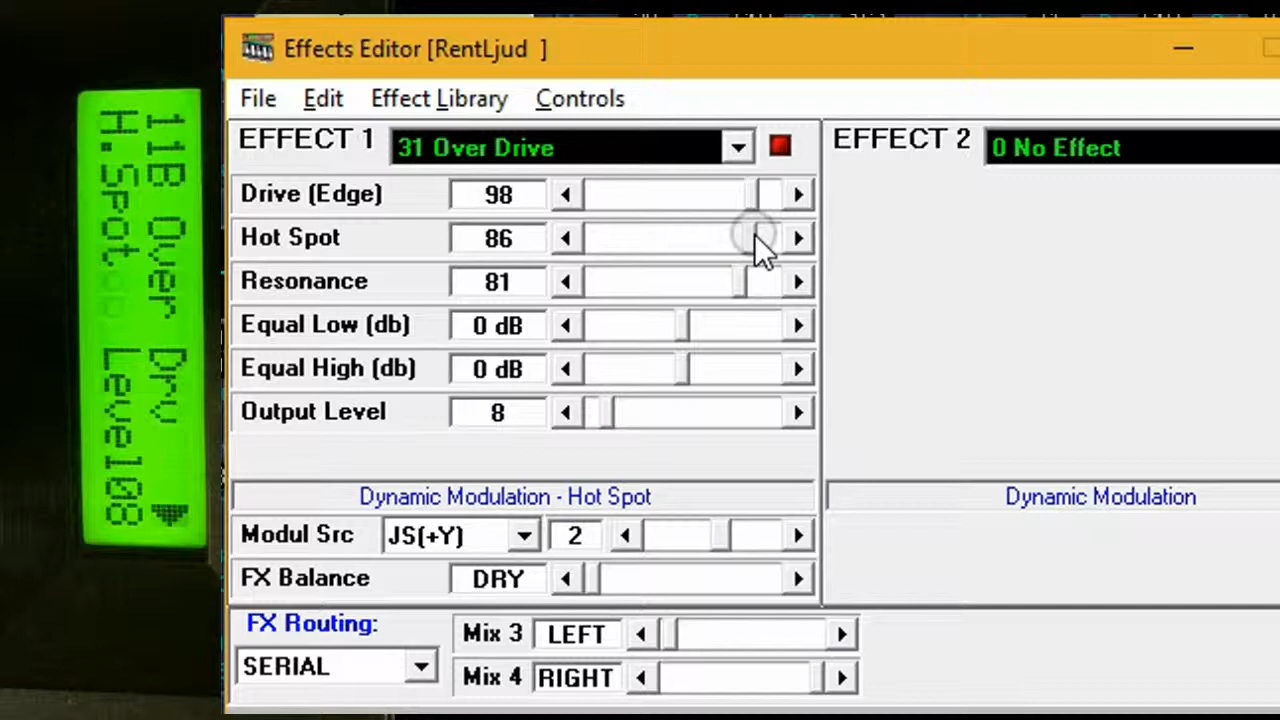 11B Over Drv
H.Spot Level08
Effects Editor [RentLjud ]
File Edit Effect Library Controls
EFFECT 1 31 Over Drive
Drive (Edge) 98
Hot Spot 86
Resonance 81
Equal Low (db) 0 dB
Equal High (db) 0 dB
Output Level 8
Dynamic Modulation - Hot Spot
Modul Src JS(+Y) 2
FX Balance DRY
EFFECT 2 0 No Effect
Dynamic Modulation
FX Routing:
SERIAL
Mix 3 LEFT
Mix 4 RIGHT